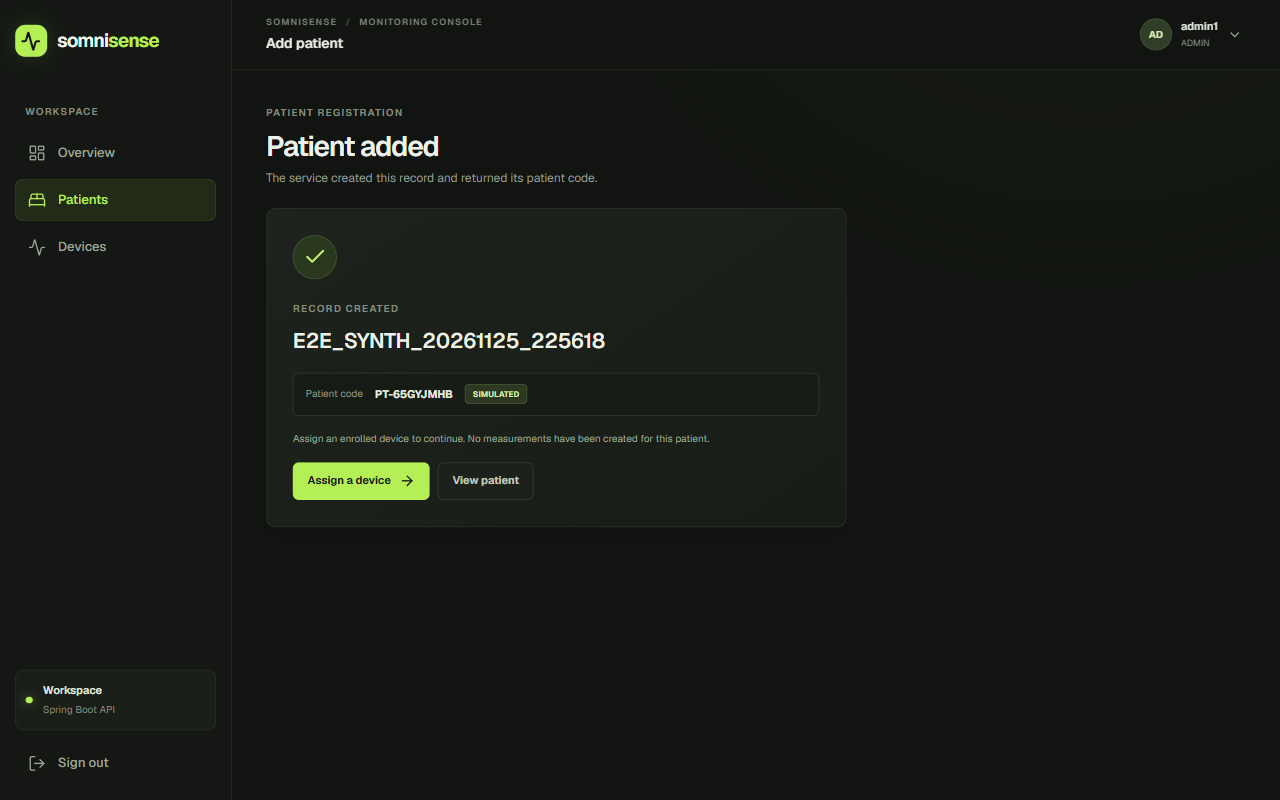 somnisense
WORKSPACE
Overview
Patients
Devices
Workspace
Spring Boot API
Sign out
SOMNISENSE / MONITORING CONSOLE
Add patient
AD
admin1
ADMIN
PATIENT REGISTRATION
Patient added
The service created this record and returned its patient code.
RECORD CREATED
E2E_SYNTH_20261125_225618
Patient code PT-65GYJMHB SIMULATED
Assign an enrolled device to continue. No measurements have been created for this patient.
Assign a device
View patient